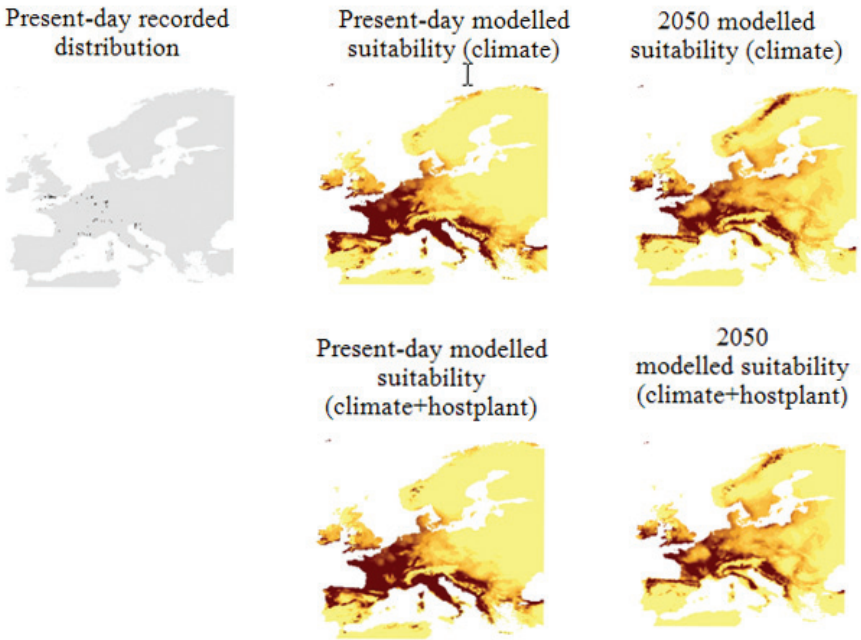 Present-day recorded
distribution
Present-day modelled
suitability (climate)
2050 modelled
suitability (climate)
Present-day modelled
suitability
(climate+hostplant)
2050
modelled suitability
(climate+hostplant)